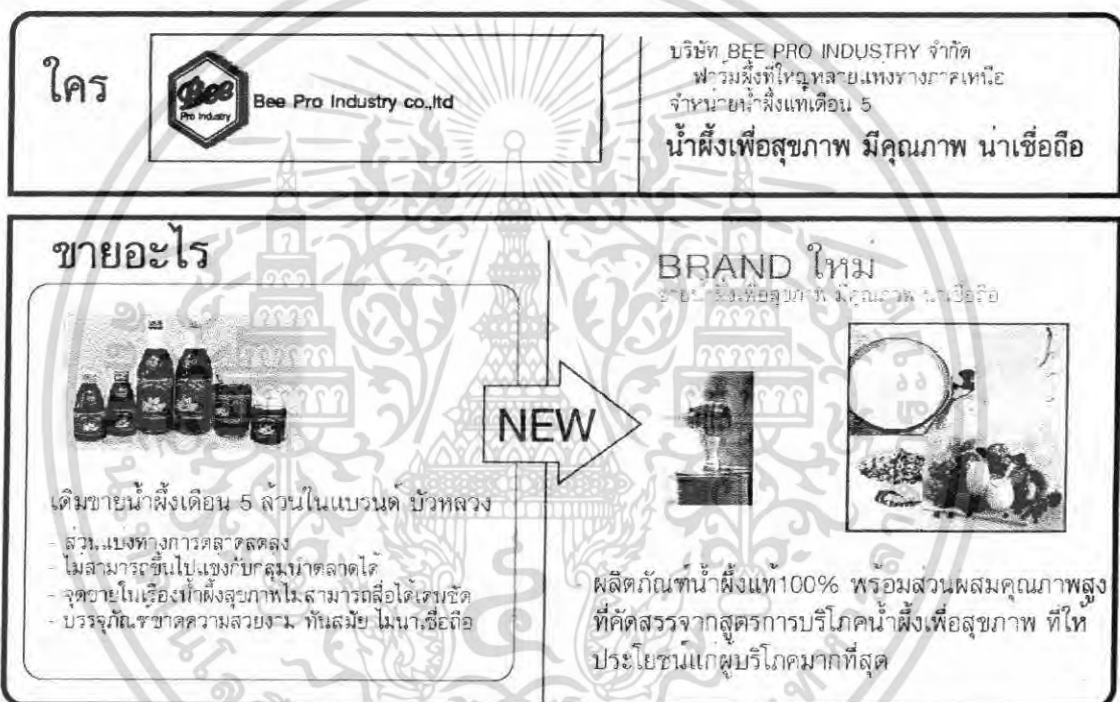 ใคร
Bee
Pro Industry
Bee Pro Industry co.,ltd
บริษัท BEE PRO INDUSTRY จำกัด
ฟาร์มผึ้งที่ใหญ่หลายแห่งทางภาคเหนือ
จำหน่ายน้ำผึ้งแท้เดือน 5
น้ำผึ้งเพื่อสุขภาพ มีคุณภาพ น่าเชื่อถือ
ขายอะไร
เดิมขายน้ำผึ้งเดือน 5 ล้วนในแบรนด์ บัวหลวง
- ส่วนแบ่งทางการตลาดลดลง
- ไม่สามารถขึ้นไปแข่งกับกลุ่มนำตลาดได้
- จุดขายในเรื่องน้ำผึ้งสุขภาพไม่สามารถสื่อได้เด่นชัด
- บรรจุภัณฑ์ขาดความสวยงาม ทันสมัย ไม่น่าเชื่อถือ
NEW
BRAND ใหม่
ขายน้ำผึ้งเพื่อสุขภาพ มีคุณภาพ น่าเชื่อถือ
ผลิตภัณฑ์น้ำผึ้งแท้100% พร้อมส่วนผสมคุณภาพสูง
ที่คัดสรรจากสูตรการบริโภคน้ำผึ้งเพื่อสุขภาพ ที่ให้
ประโยชน์แก่ผู้บริโภคมากที่สุด